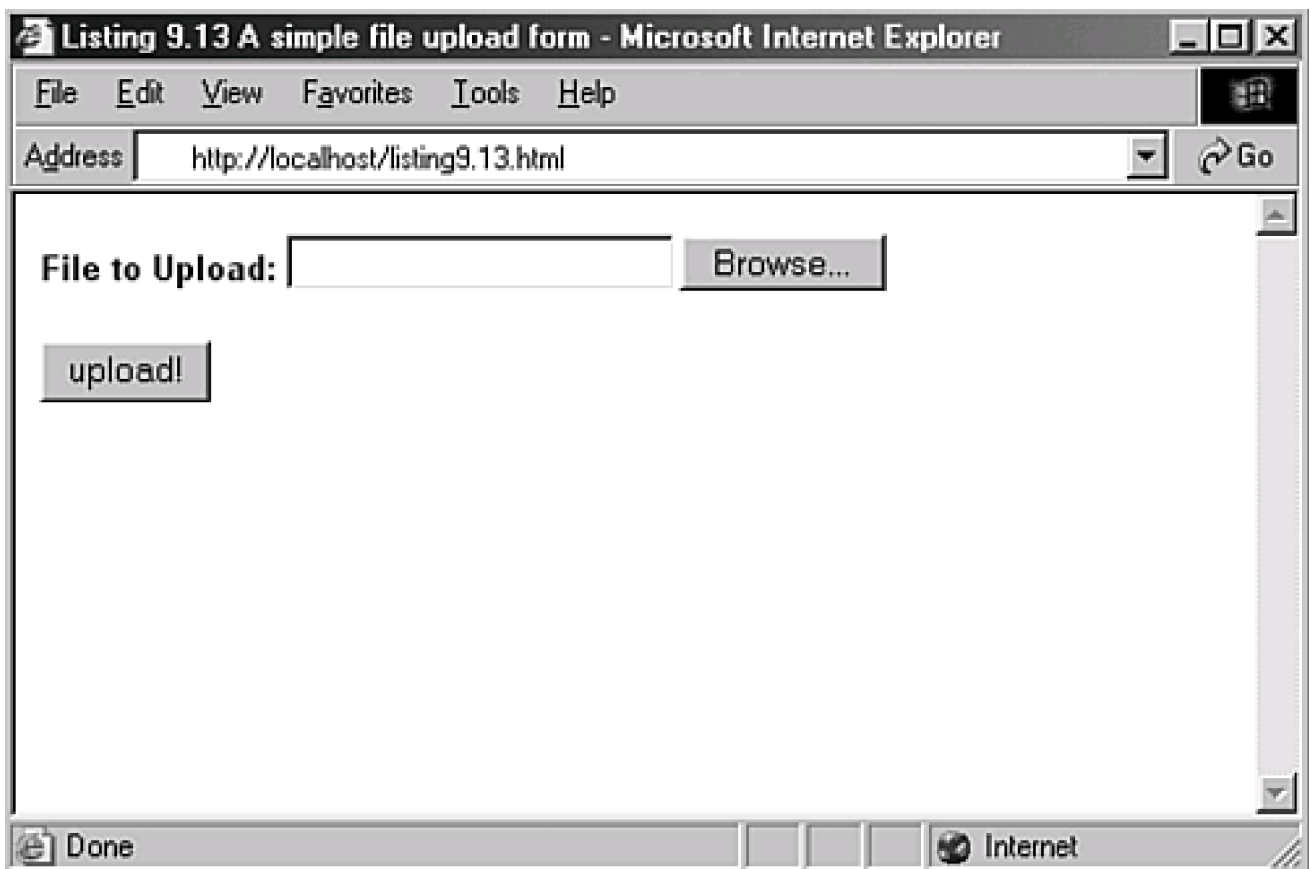 Listing 9.13 A simple file upload form - Microsoft Internet Explorer
File Edit View Favorites Tools Help
Address http://localhost/listing9.13.html Go
File to Upload: Browse...
upload!
Done Internet